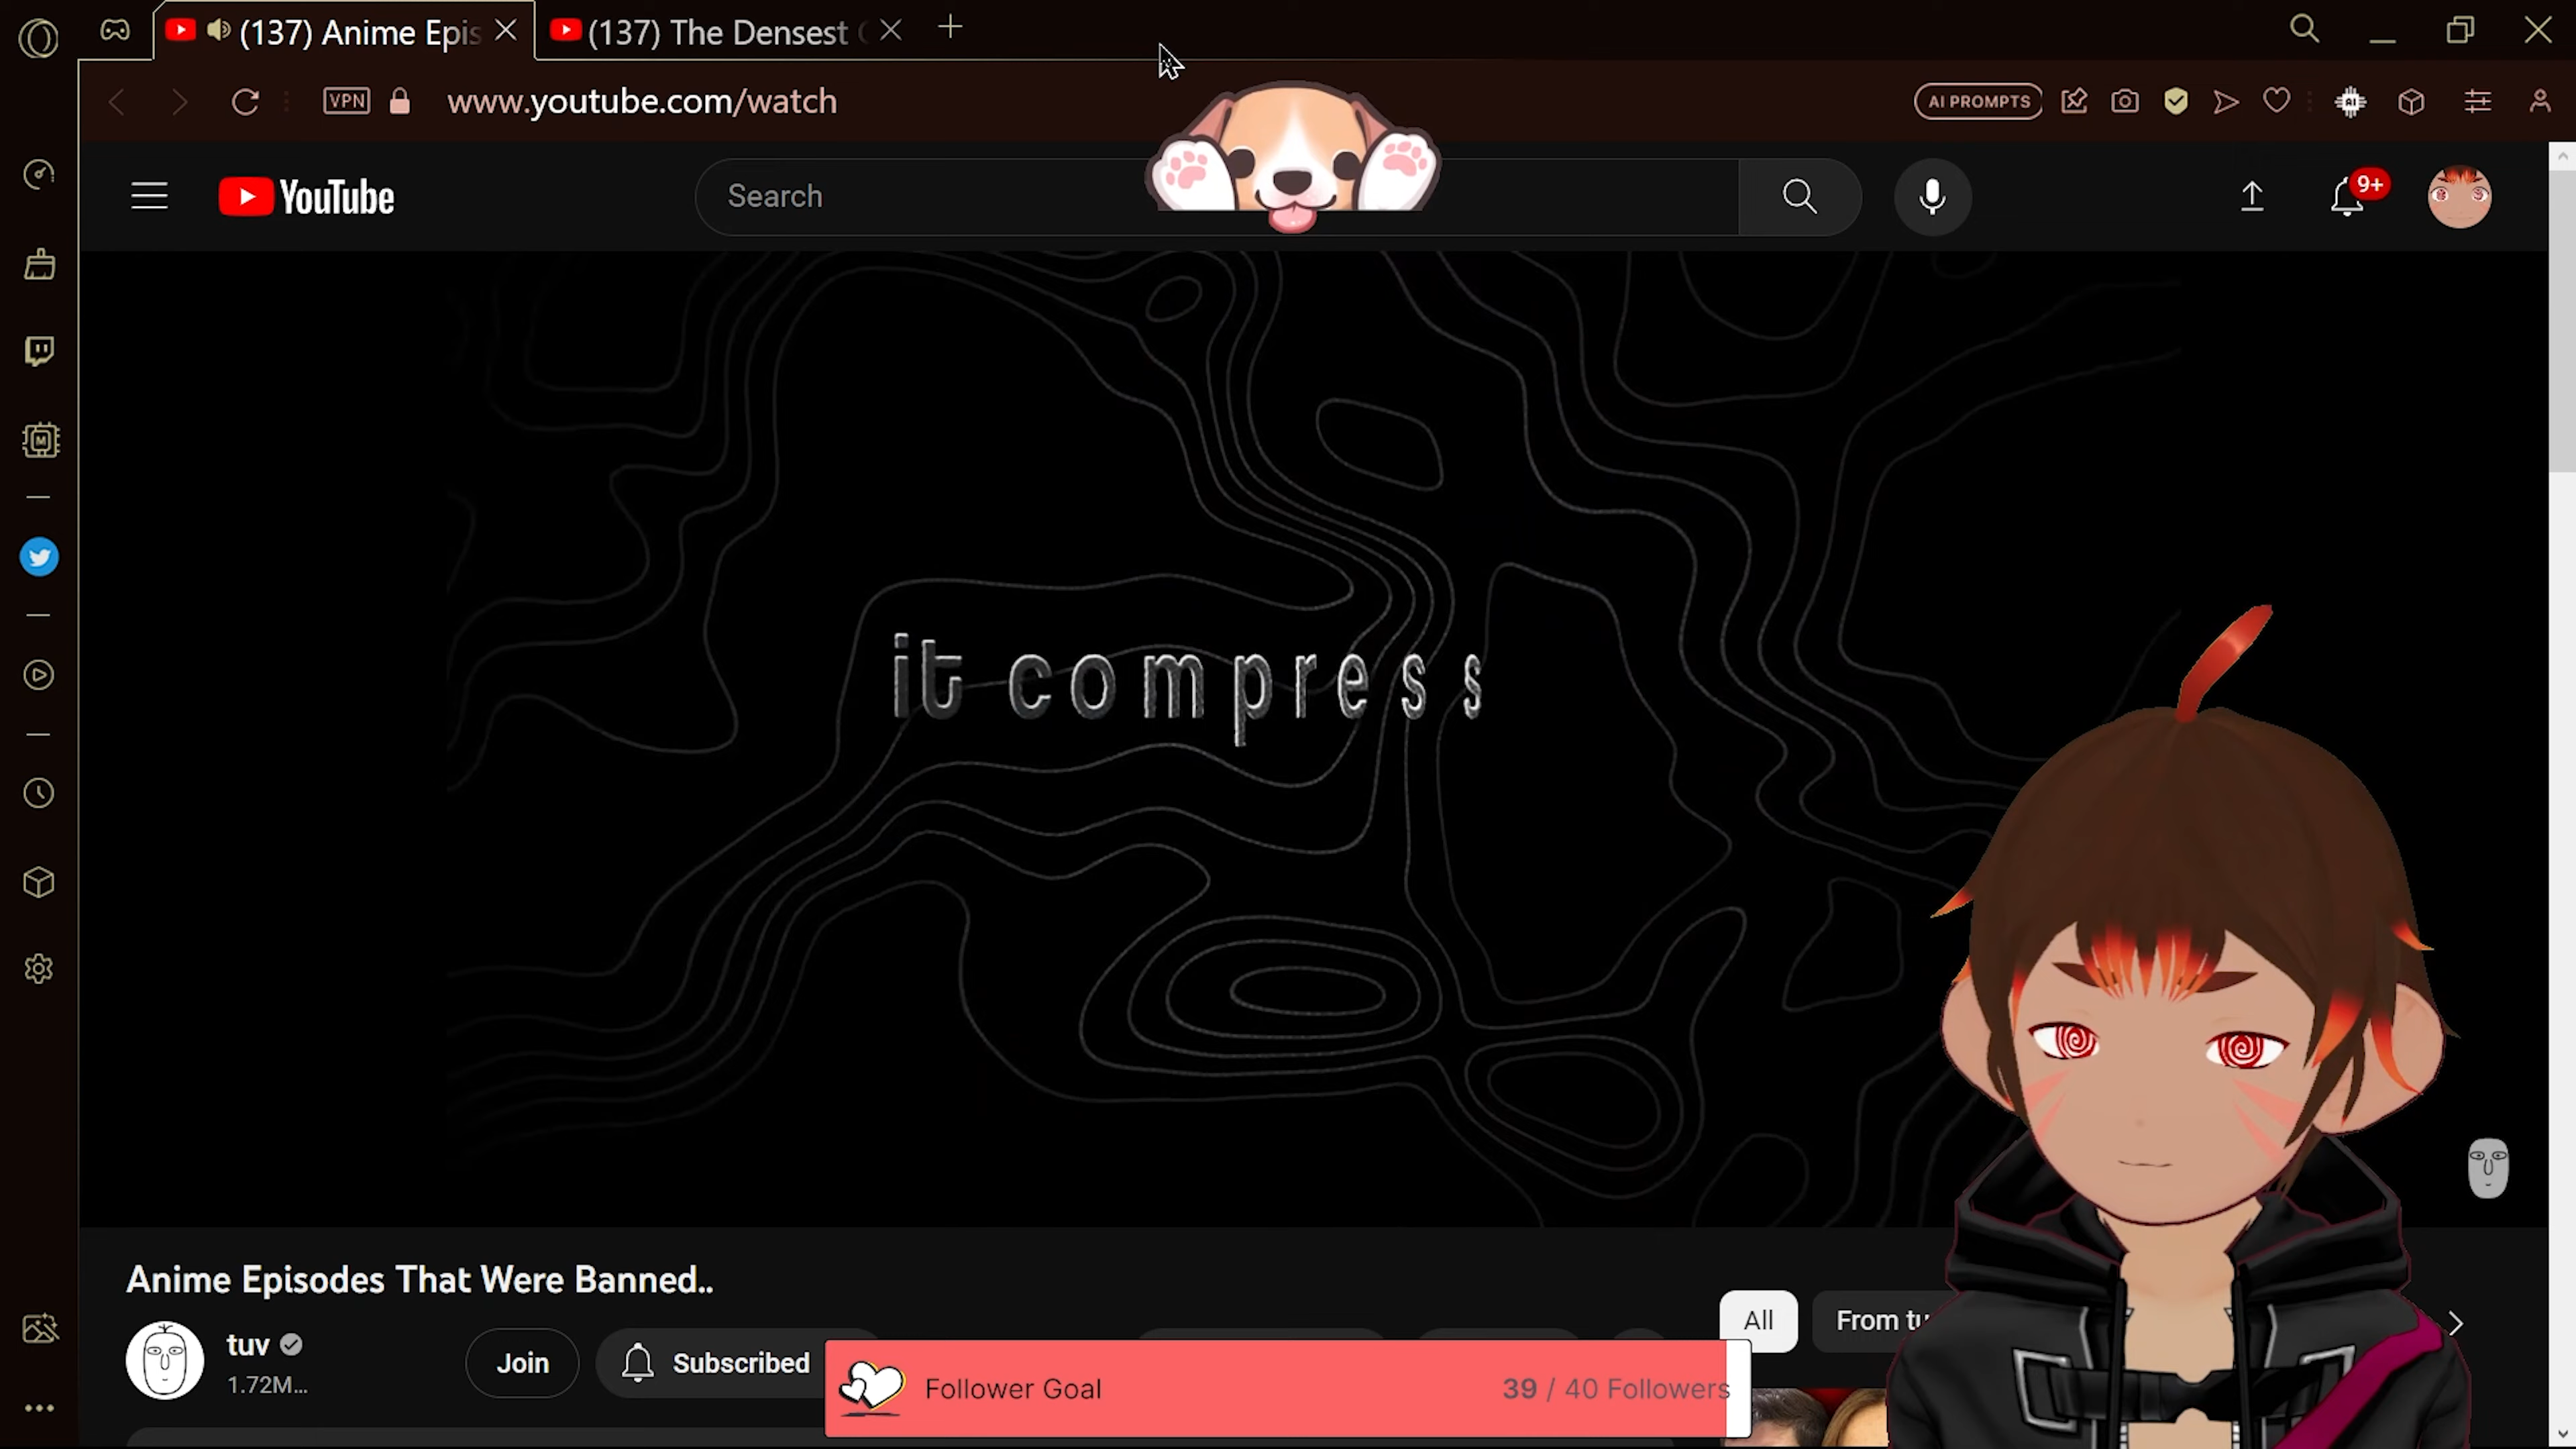 (137) Anime Epis
(137) The Densest
VPN
www.youtube.com/watch
AI PROMPTS
AI
YouTube
Search
9+
M
it compress
Anime Episodes That Were Banned..
tuv
1.72M...
Join
Subscribed
All
From tu
Follower Goal
39 / 40 Followers